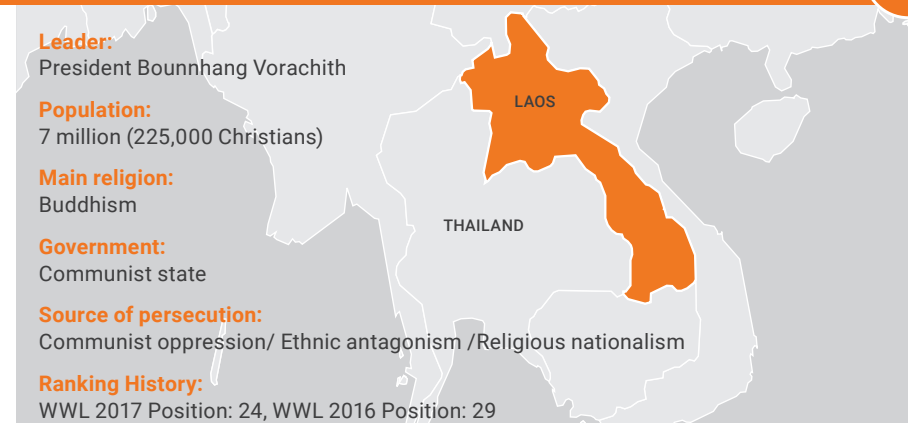 Leader:
President Bounnhang Vorachith
Population:
7 million (225,000 Christians)
Main religion:
Buddhism
Government:
Communist state
Source of persecution:
Communist oppression/ Ethnic antagonism /Religious nationalism
Ranking History:
WWL 2017 Position: 24, WWL 2016 Position: 29
LAOS
THAILAND